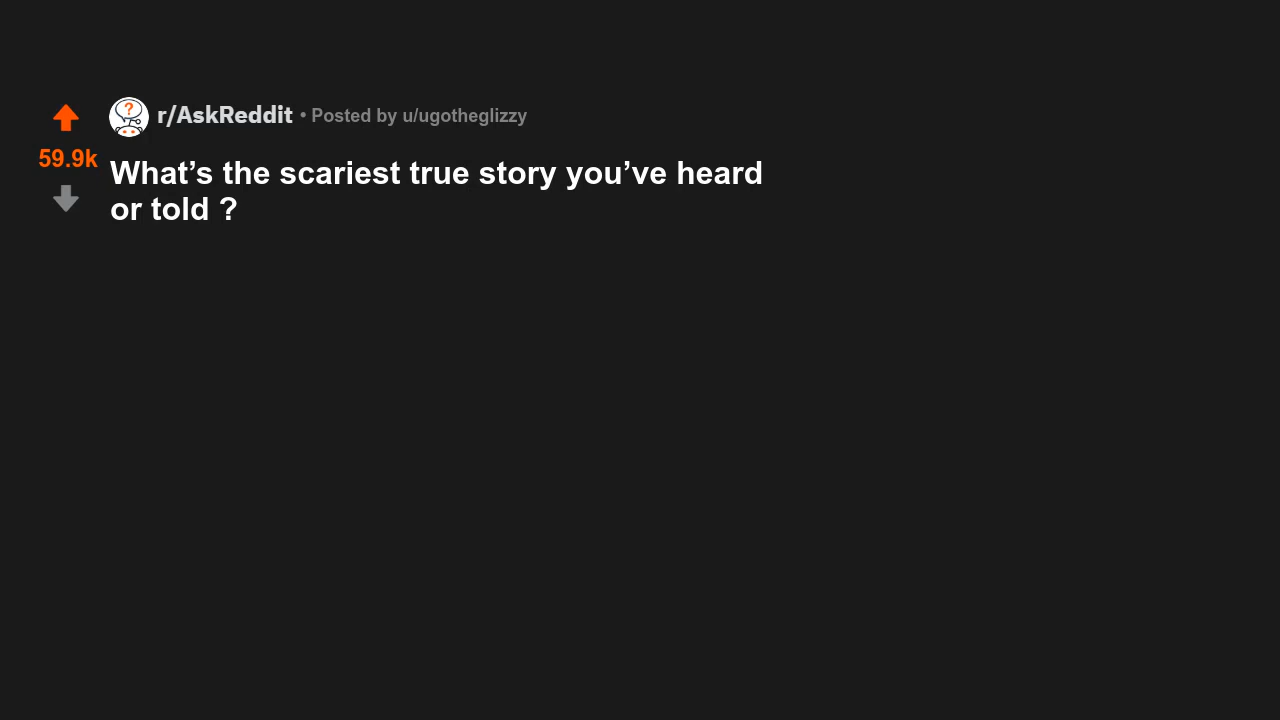 r/AskReddit • Posted by u/ugotheglizzy
59.9k
What’s the scariest true story you’ve heard
or told ?